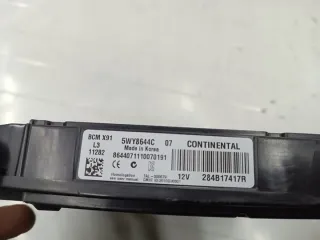 BCM X91
L3
11282
5WY8644C 07 CONTINENTAL
Made in Korea
8644071110070191
12V 284B17417R